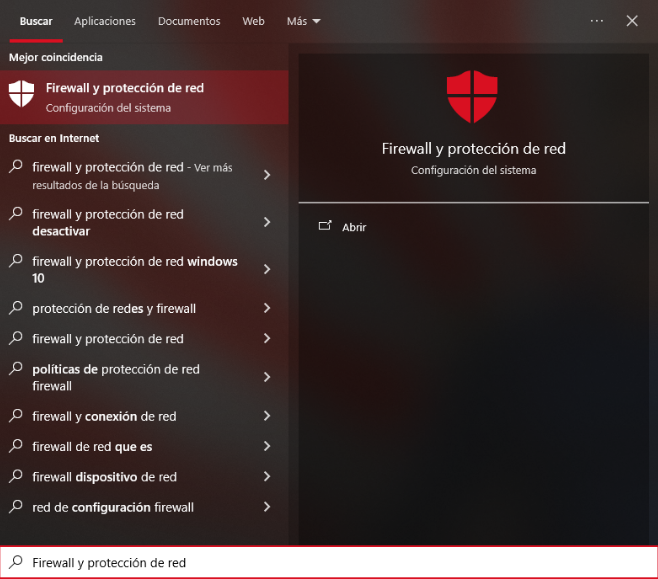 Buscar Aplicaciones Documentos Web Más
Mejor coincidencia
Firewall y protección de red
Configuración del sistema
Buscar en Internet
firewall y protección de red - Ver más
resultados de la búsqueda
firewall y protección de red
desactivar
firewall y protección de red windows
10
protección de redes y firewall
firewall y protección de red
políticas de protección de red
firewall
firewall y conexión de red
firewall de red que es
firewall dispositivo de red
red de configuración firewall
Firewall y protección de red
Configuración del sistema
Abrir
Firewall y protección de red